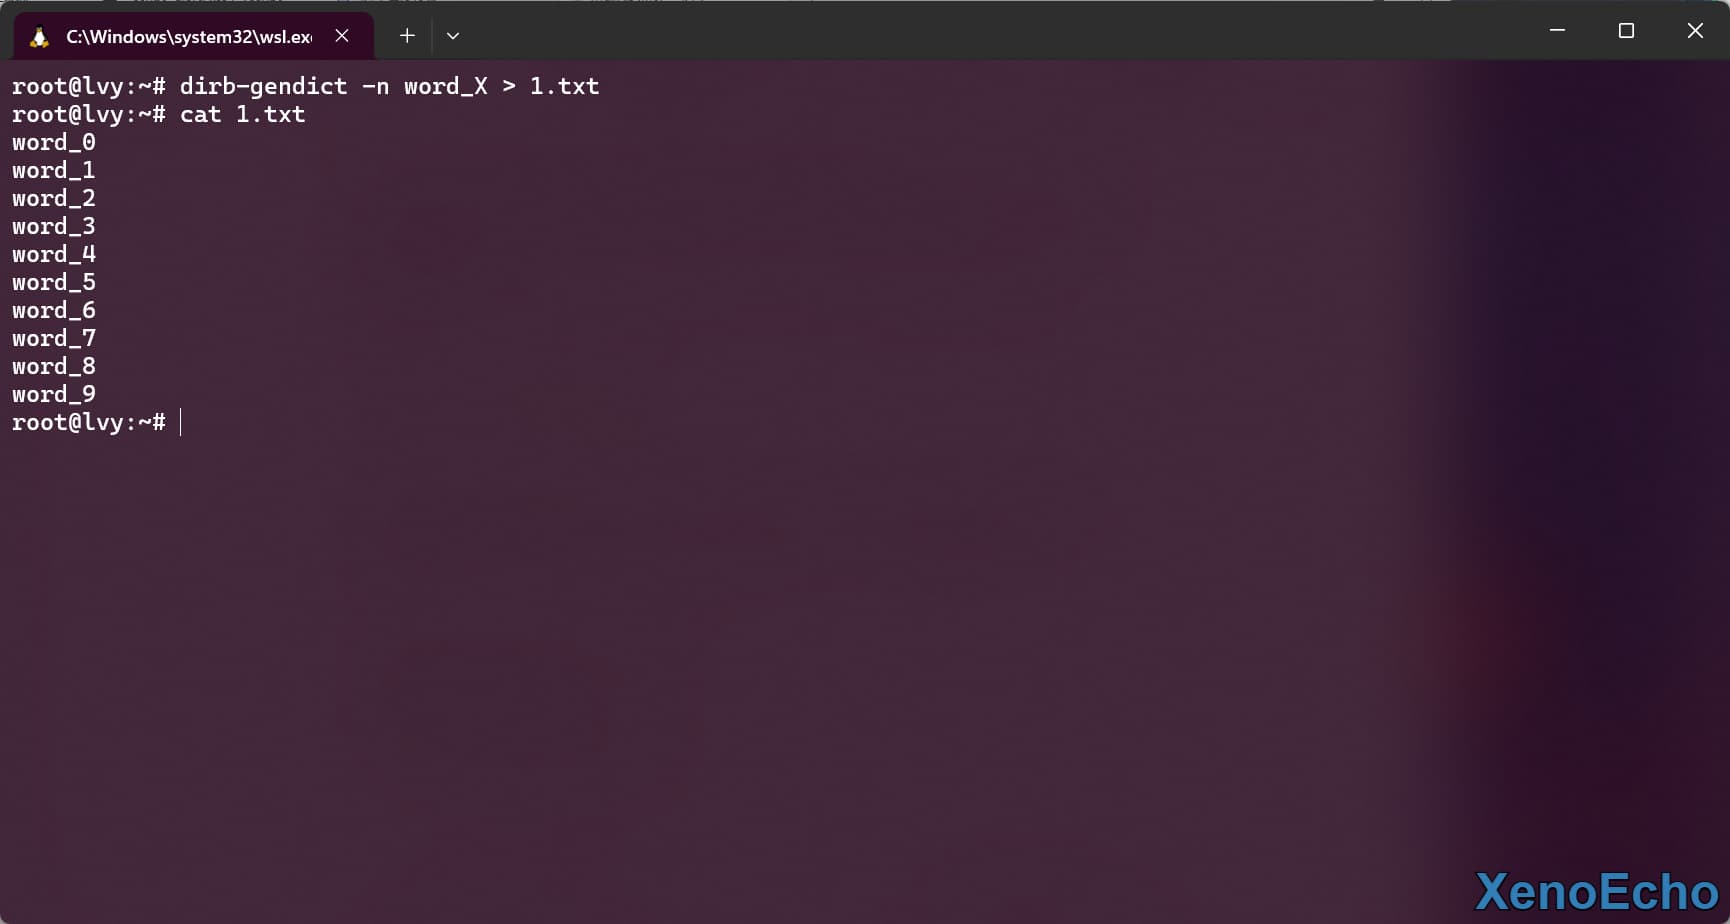 C:\Windows\system32\wsl.ex
root@lvy:~# dirb-gendict -n word_X > 1.txt
root@lvy:~# cat 1.txt
word_0
word_1
word_2
word_3
word_4
word_5
word_6
word_7
word_8
word_9
root@lvy:~#
XenoEcho